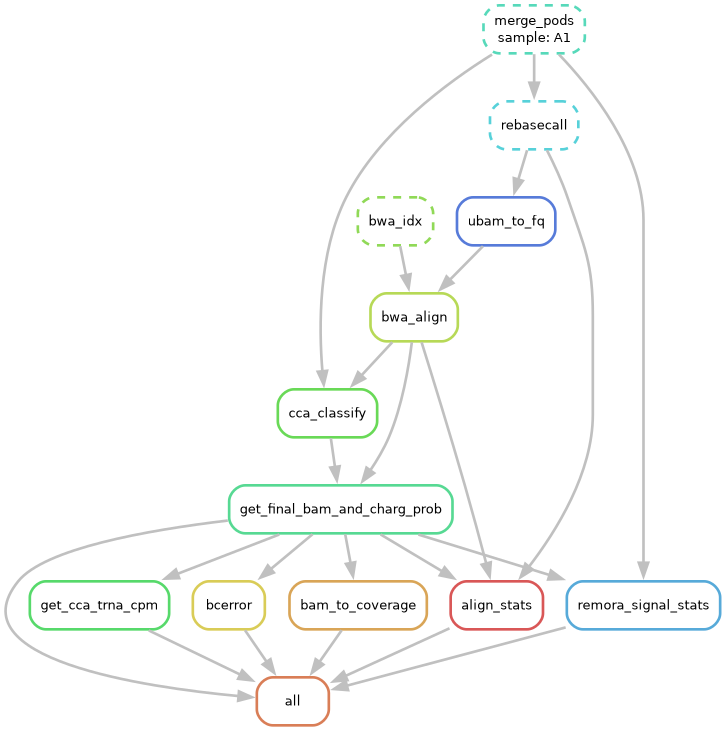 merge_pods
sample: A1
rebasecall
bwa_idx
ubam_to_fq
bwa_align
cca_classify
get_final_bam_and_charg_prob
get_cca_trna_cpm
bcerror
bam_to_coverage
align_stats
remora_signal_stats
all